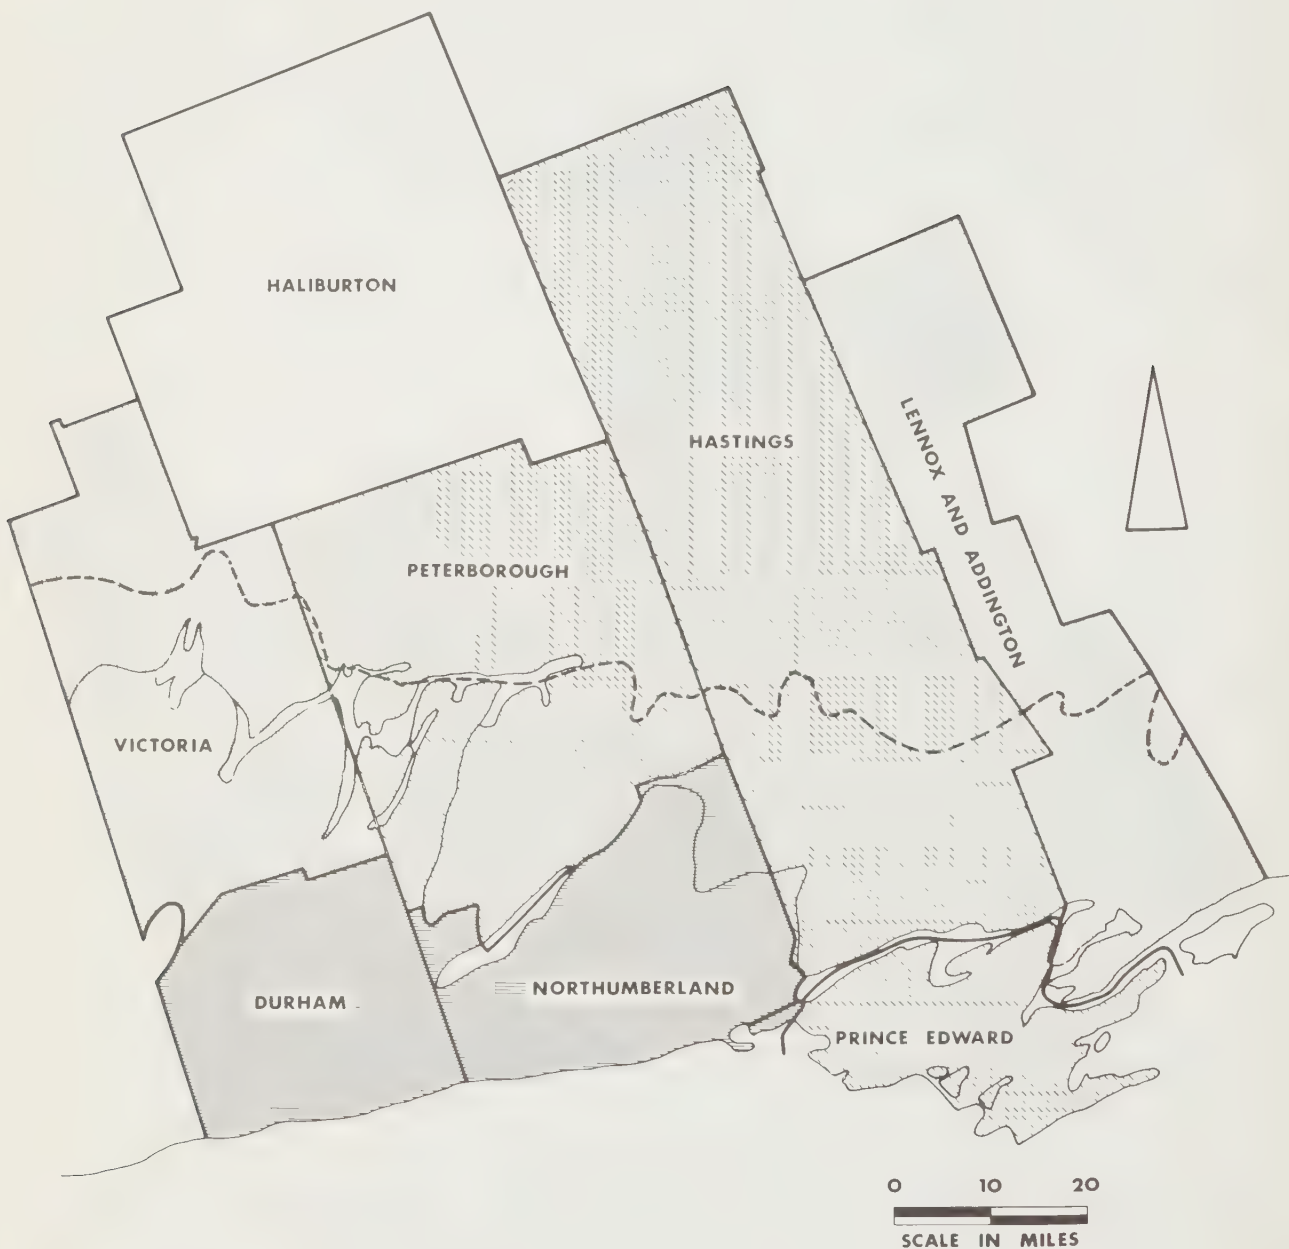 HALIBURTON
HASTINGS
LENNOX AND ADDINGTON
PETERBOROUGH
VICTORIA
DURHAM
NORTHUMBERLAND
PRINCE EDWARD
0 10 20
SCALE IN MILES